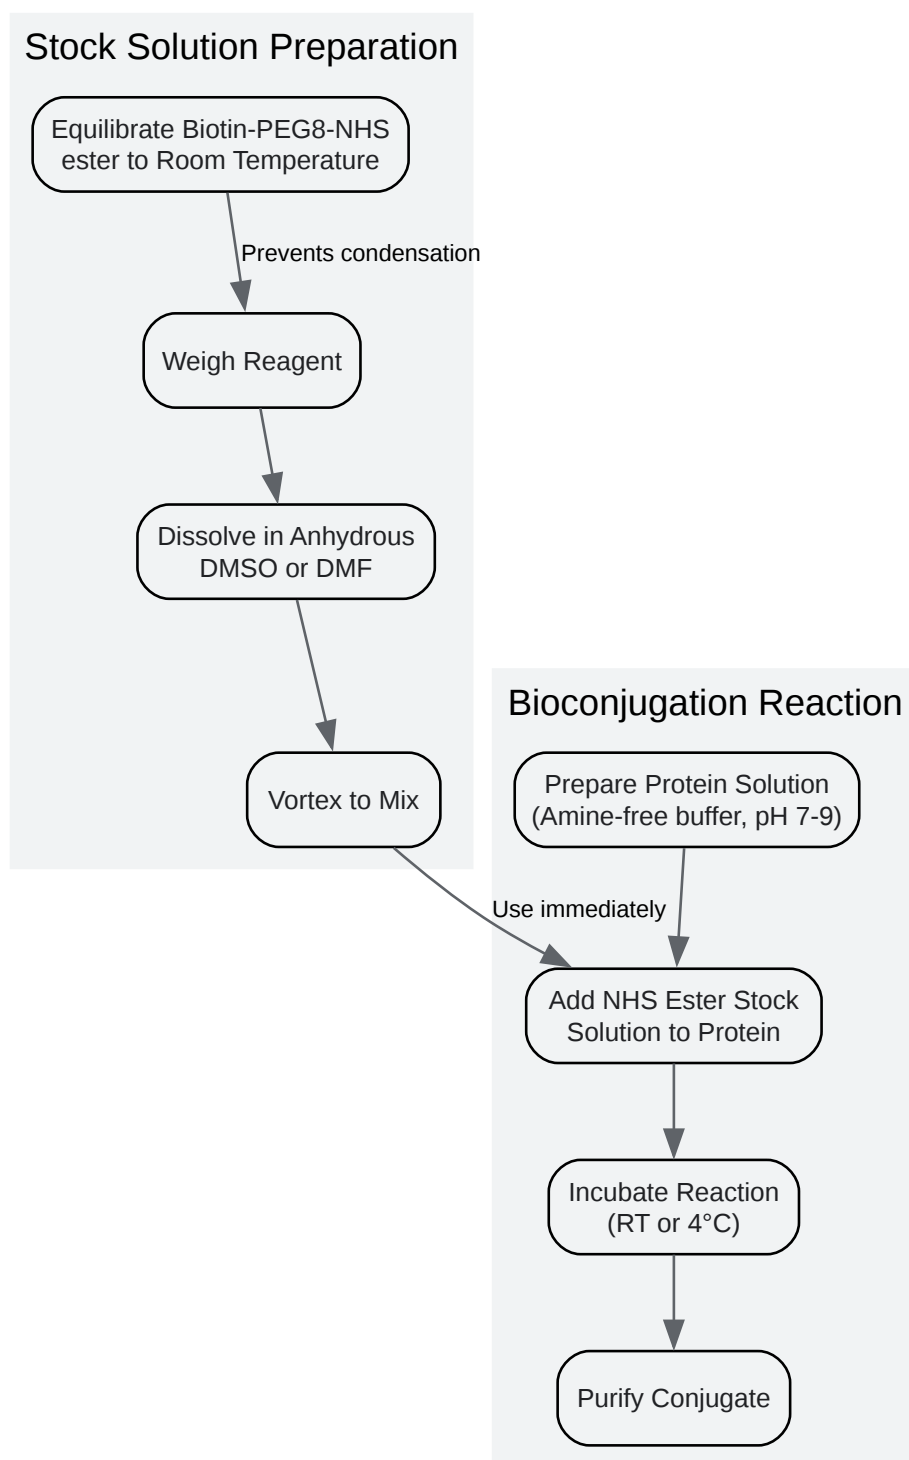 Stock Solution Preparation
Equilibrate Biotin-PEG8-NHS
ester to Room Temperature
Prevents condensation
Weigh Reagent
Dissolve in Anhydrous
DMSO or DMF
Vortex to Mix
Bioconjugation Reaction
Prepare Protein Solution
(Amine-free buffer, pH 7-9)
Use immediately
Add NHS Ester Stock
Solution to Protein
Incubate Reaction
(RT or 4°C)
Purify Conjugate